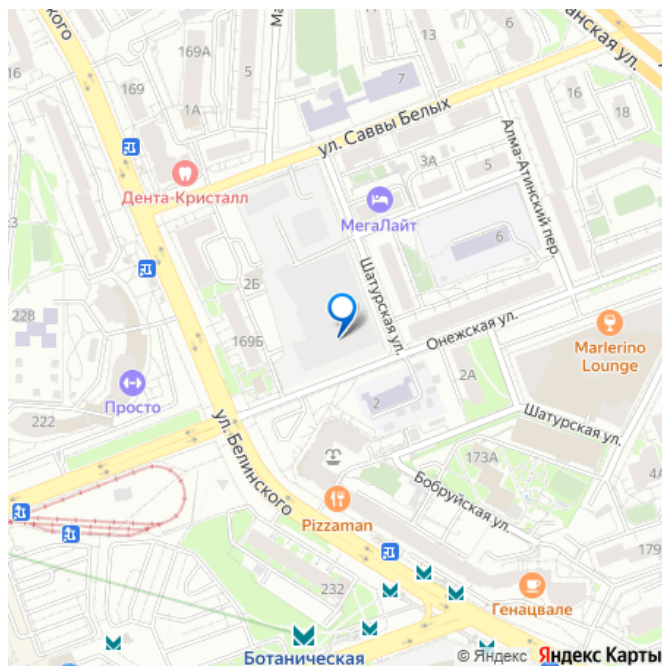 169А
5
13
11
7
16
169
1А
ул. Саввы Белых
анская ул.
16
18
3А
5
Алма-Атинский пер.
Дента-Кристалл
МегаЛайт
6
Шатурская ул.
2Б
228
169Б
Онежская ул.
Marlerino
Lounge
Просто
222
2
2А
Шатурская ул.
ул. Белинского
173А
Бобруйская ул.
Pizzaman
232
179
Генацвале
Ботаническая
© Яндекс Яндекс Карты